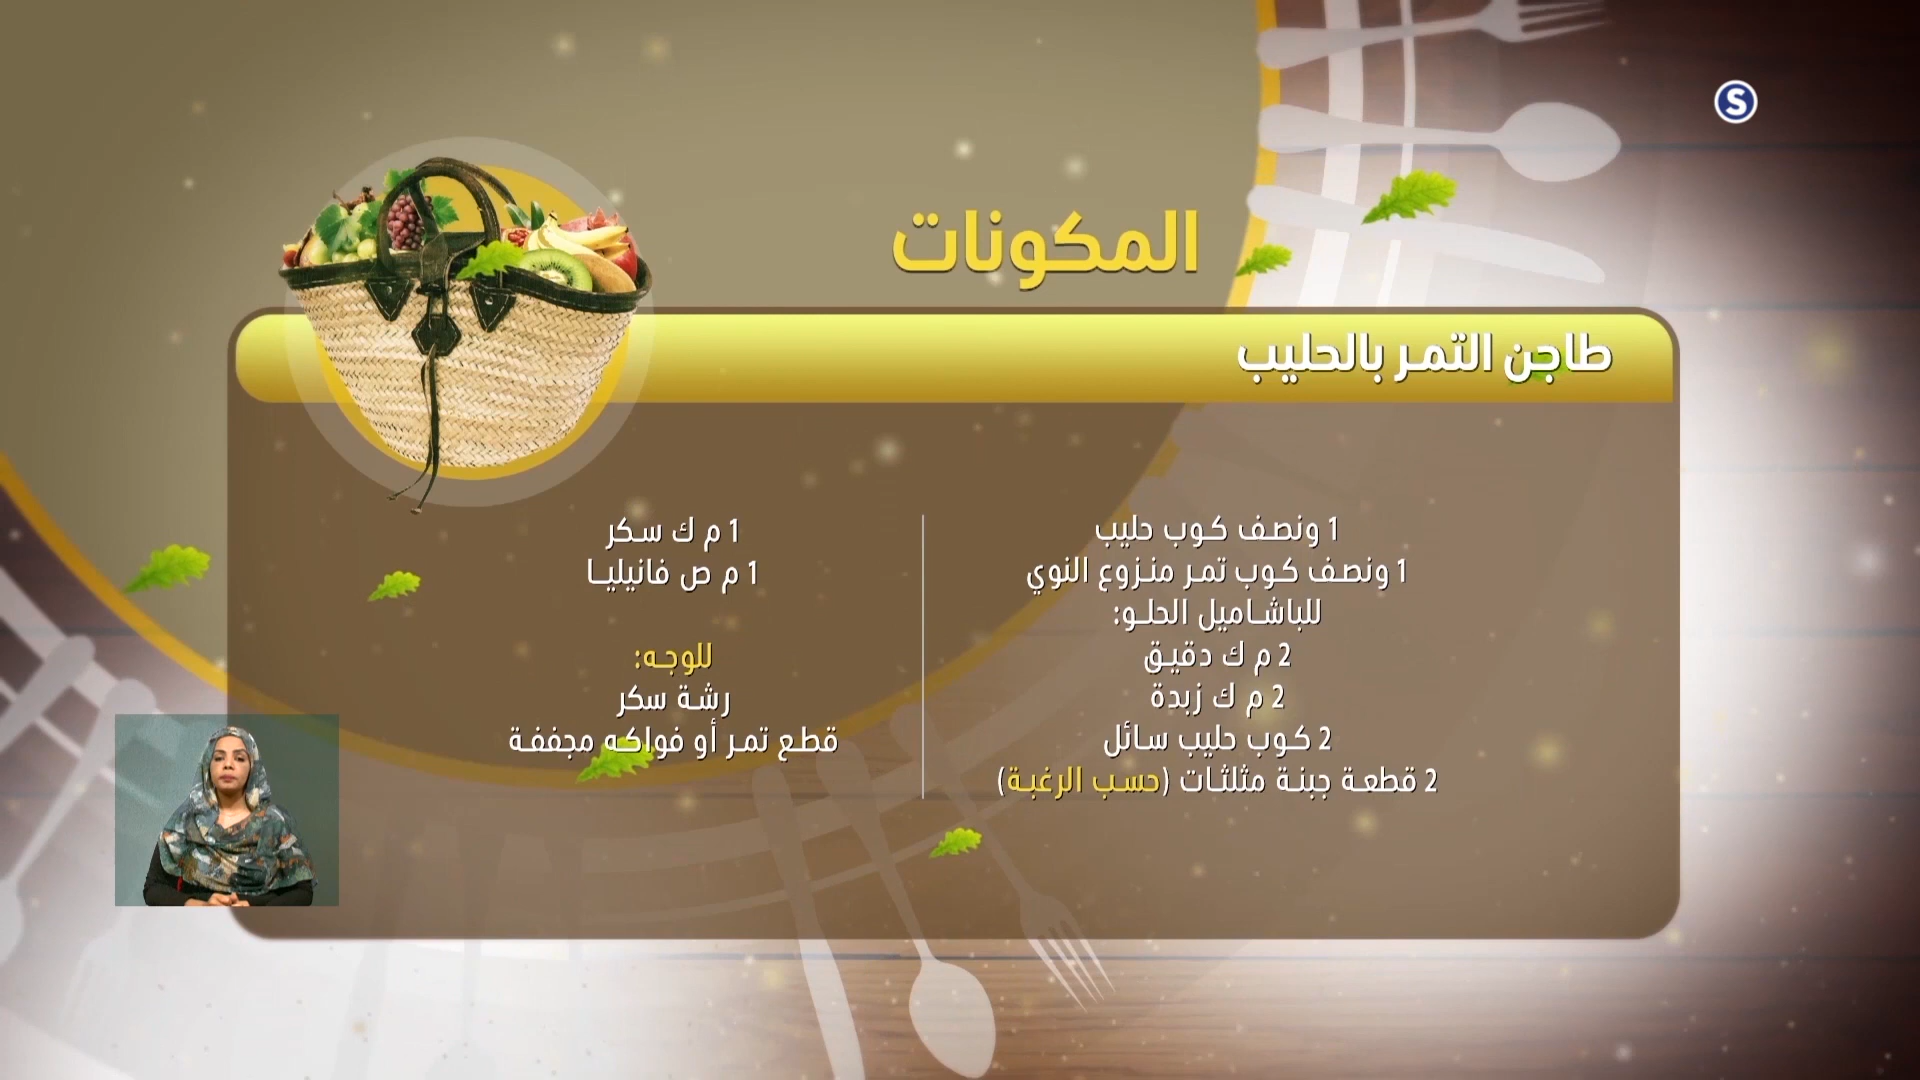 S
المكونات
طاجن التمر بالحليب
1 ونصف كوب حليب
1 ونصف كوب تمر منزوع النوي
للباشاميل الحلو:
2 م ك دقيق
2 م ك زبدة
2 كوب حليب سائل
2 قطعة جبنة مثلثات (حسب الرغبة)
1 م ك سكر
1 م ص فانيليا
للوجه:
رشة سكر
قطع تمر أو فواكه مجففة